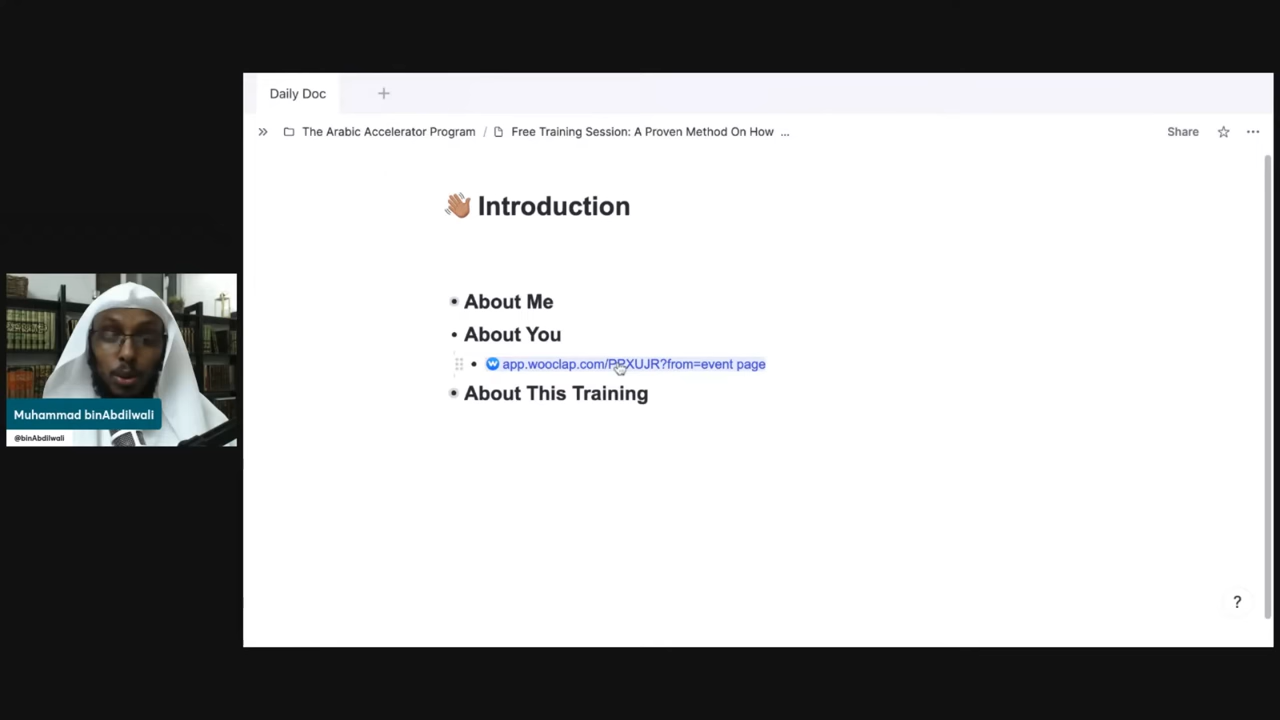 Daily Doc
The Arabic Accelerator Program / Free Training Session: A Proven Method On How ...
Share
Introduction
About Me
About You
app.wooclap.com/PPXUJR?from=event page
About This Training
Muhammad binAbdilwali
@binAbdilwali
?